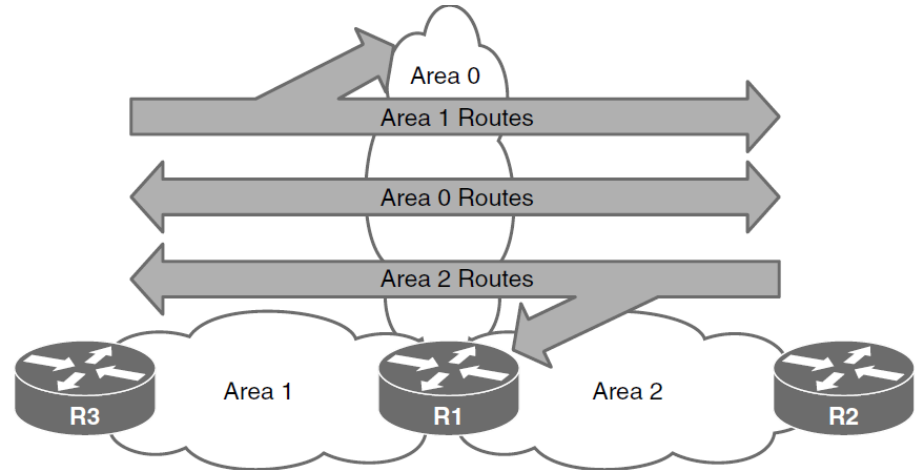 Area 0
Area 1 Routes
Area 0 Routes
Area 2 Routes
Area 1
Area 2
R3
R1
R2